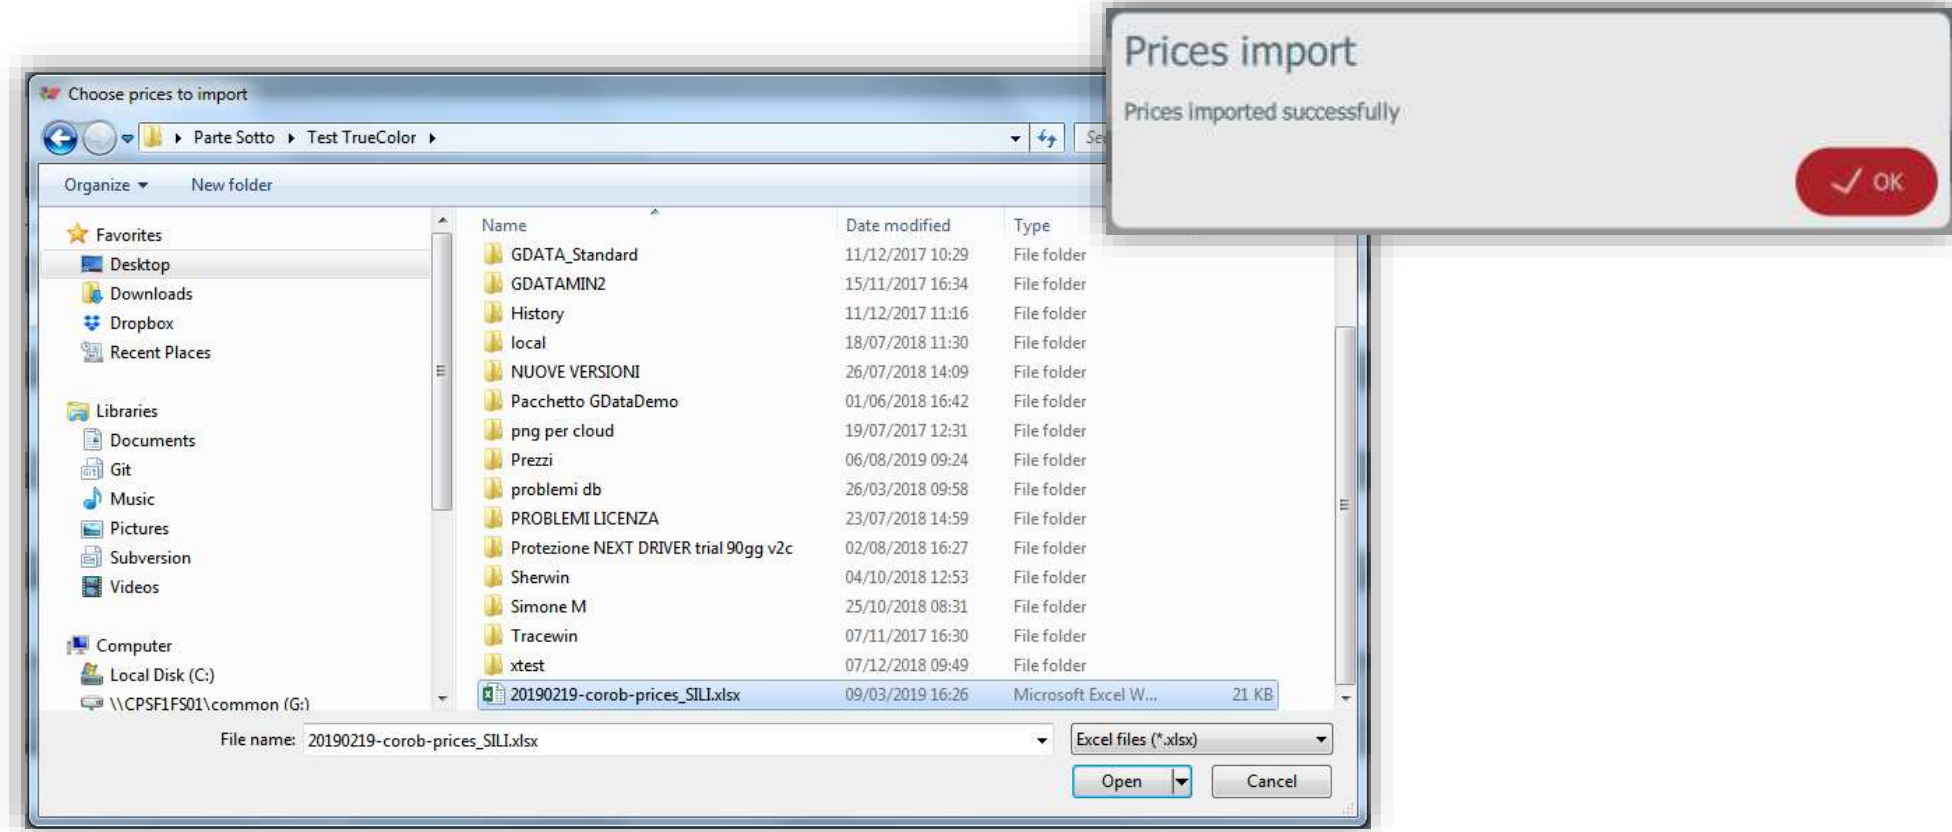 Prices import
Prices imported successfully
OK
Choose prices to import
Parte Sotto Test TrueColor
Organize New folder
Name Date modified Type
Favorites
Desktop
Downloads
Dropbox
Recent Places
Libraries
Documents
Git
Music
Pictures
Subversion
Videos
Computer
Local Disk (C:)
\\CPSF1FS01\common (G:)
GDATA_Standard 11/12/2017 10:29 File folder
GDATAMIN2 15/11/2017 16:34 File folder
History 11/12/2017 11:16 File folder
local 18/07/2018 11:30 File folder
NUOVE VERSIONI 26/07/2018 14:09 File folder
Pacchetto GDataDemo 01/06/2018 16:42 File folder
png per cloud 19/07/2017 12:31 File folder
Prezzi 06/08/2019 09:24 File folder
problemi db 26/03/2018 09:58 File folder
PROBLEMI LICENZA 23/07/2018 14:59 File folder
Protezione NEXT DRIVER trial 90gg v2c 02/08/2018 16:27 File folder
Sherwin 04/10/2018 12:53 File folder
Simone M 25/10/2018 08:31 File folder
Tracewin 07/11/2017 16:30 File folder
xtest 07/12/2018 09:49 File folder
20190219-corob-prices_SILI.xlsx 09/03/2019 16:26 Microsoft Excel W... 21 KB
File name: 20190219-corob-prices_SILI.xlsx Excel files (*.xlsx)
Open Cancel